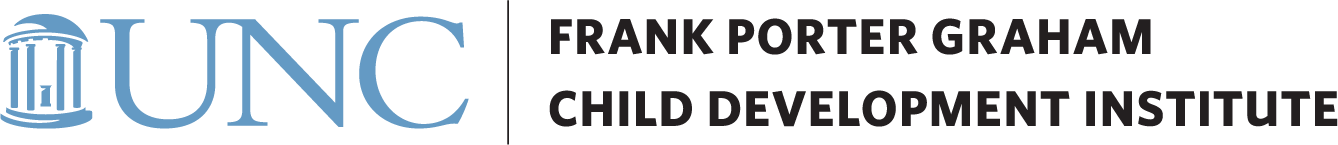 UNC
FRANK PORTER GRAHAM
CHILD DEVELOPMENT INSTITUTE